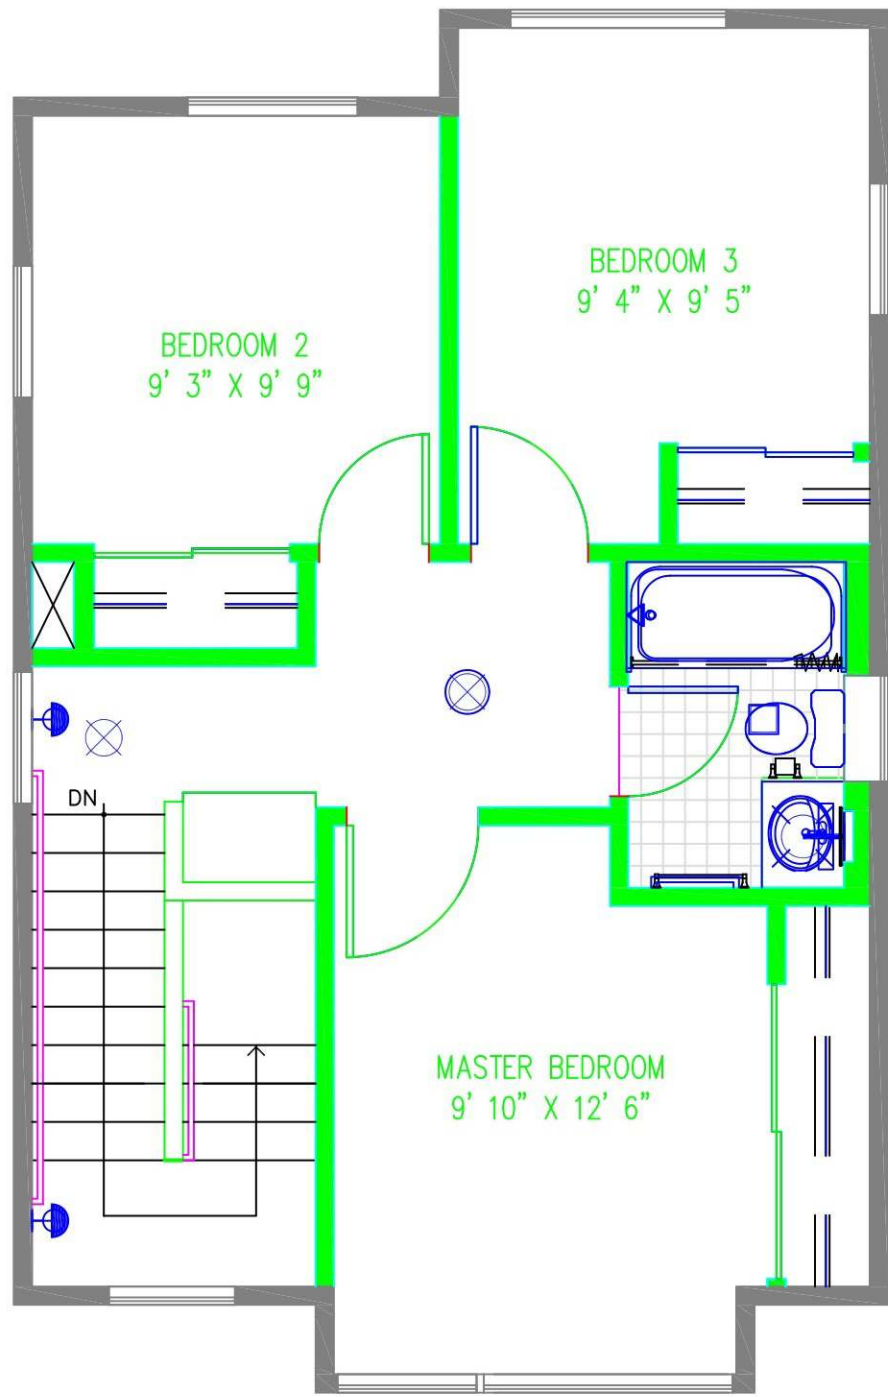 BEDROOM 3
9' 4" X 9' 5"
BEDROOM 2
9' 3" X 9' 9"
DN
MASTER BEDROOM
9' 10" X 12' 6"